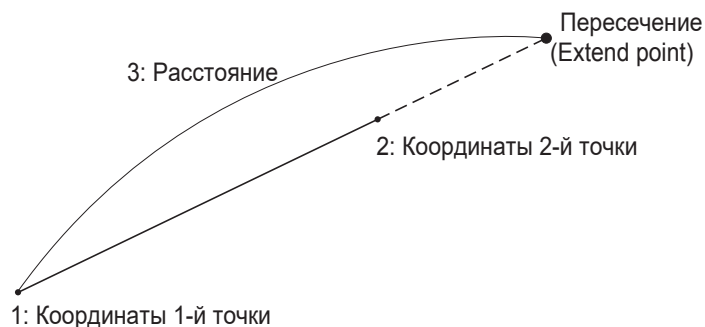 Пересечение
(Extend point)
3: Расстояние
2: Координаты 2-й точки
1: Координаты 1-й точки